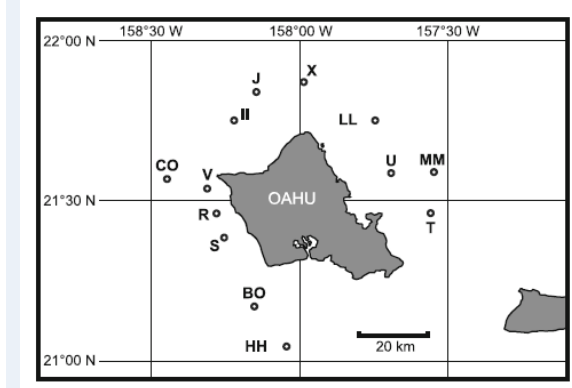 158°30' W 158°00' W 157°30' W
22°00' N
X
J
II
LL
CO
V
U MM
21°30' N
OAHU
R
T
S
BO
HH
20 km
21°00' N